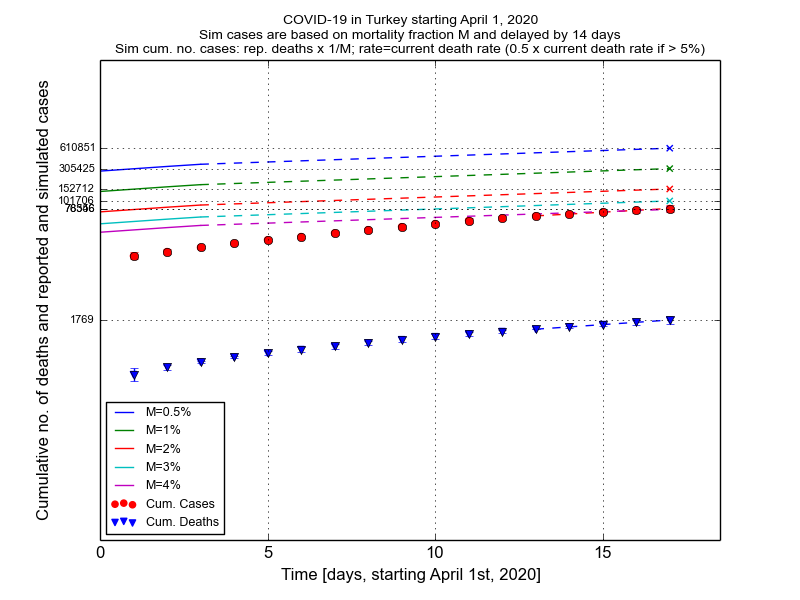 COVID-19 in Turkey starting April 1, 2020
Sim cases are based on mortality fraction M and delayed by 14 days
Sim cum. no. cases: rep. deaths x 1/M; rate=current death rate (0.5 x current death rate if > 5%)
Cumulative no. of deaths and reported and simulated cases
610851
305425
152712
101706
1769
M=0.5%
M=1%
M=2%
M=3%
M=4%
Cum. Cases
Cum. Deaths
0 5 10 15
Time [days, starting April 1st, 2020]